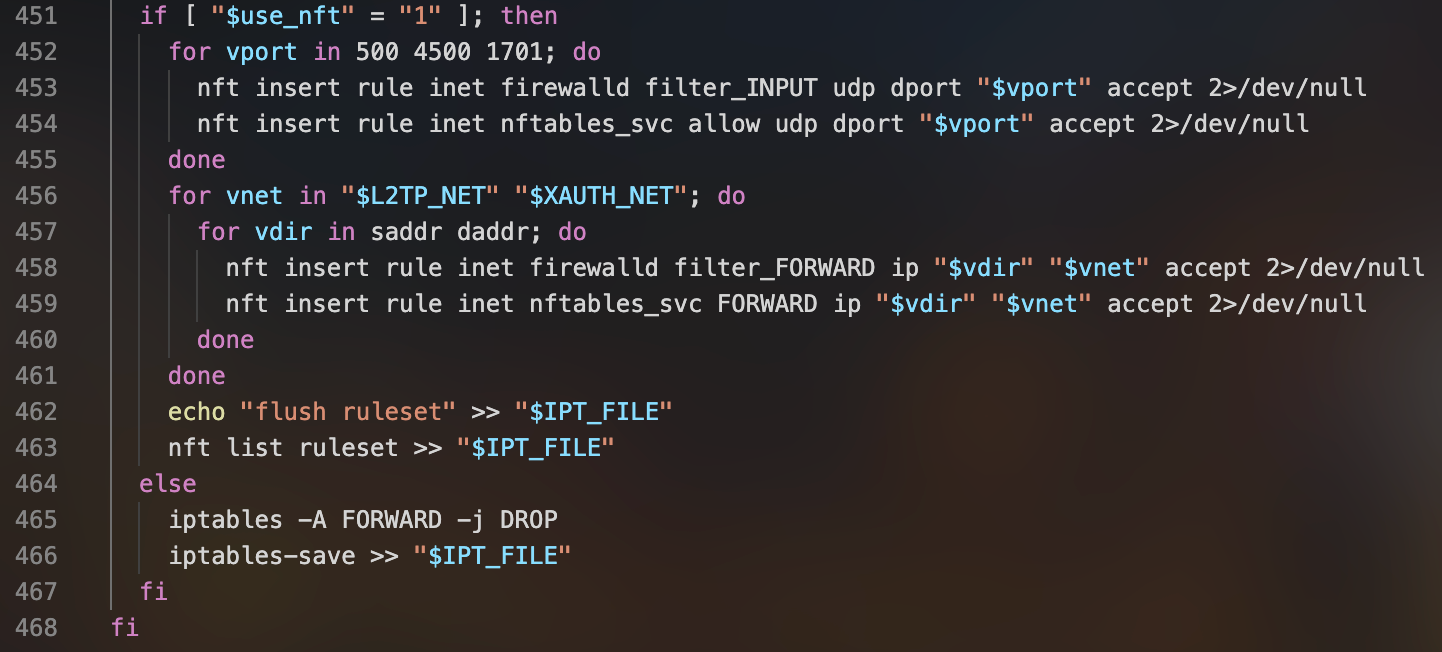 451 if [ "$use_nft" = "1" ]; then
452 for vport in 500 4500 1701; do
453 nft insert rule inet firewalld filter_INPUT udp dport "$vport" accept 2>/dev/null
454 nft insert rule inet nftables_svc allow udp dport "$vport" accept 2>/dev/null
455 done
456 for vnet in "$L2TP_NET" "$XAUTH_NET"; do
457 for vdir in saddr daddr; do
458 nft insert rule inet firewalld filter_FORWARD ip "$vdir" "$vnet" accept 2>/dev/null
459 nft insert rule inet nftables_svc FORWARD ip "$vdir" "$vnet" accept 2>/dev/null
460 done
461 done
462 echo "flush ruleset" >> "$IPT_FILE"
463 nft list ruleset >> "$IPT_FILE"
464 else
465 iptables -A FORWARD -j DROP
466 iptables-save >> "$IPT_FILE"
467 fi
468 fi